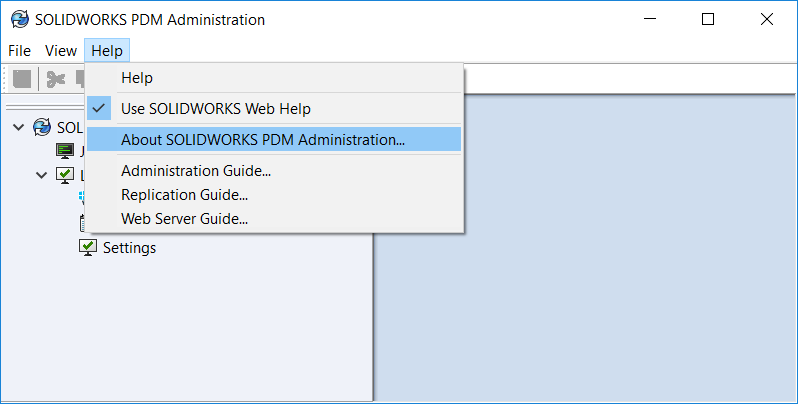 SOLIDWORKS PDM Administration
File View Help
Help
Use SOLIDWORKS Web Help
About SOLIDWORKS PDM Administration...
Administration Guide...
Replication Guide...
Web Server Guide...
Settings